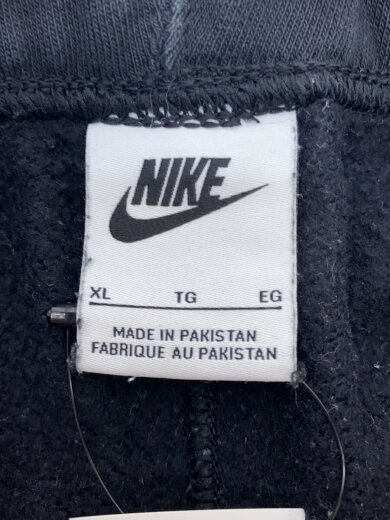 NIKE
XL TG EG
MADE IN PAKISTAN
FABRIQUE AU PAKISTAN